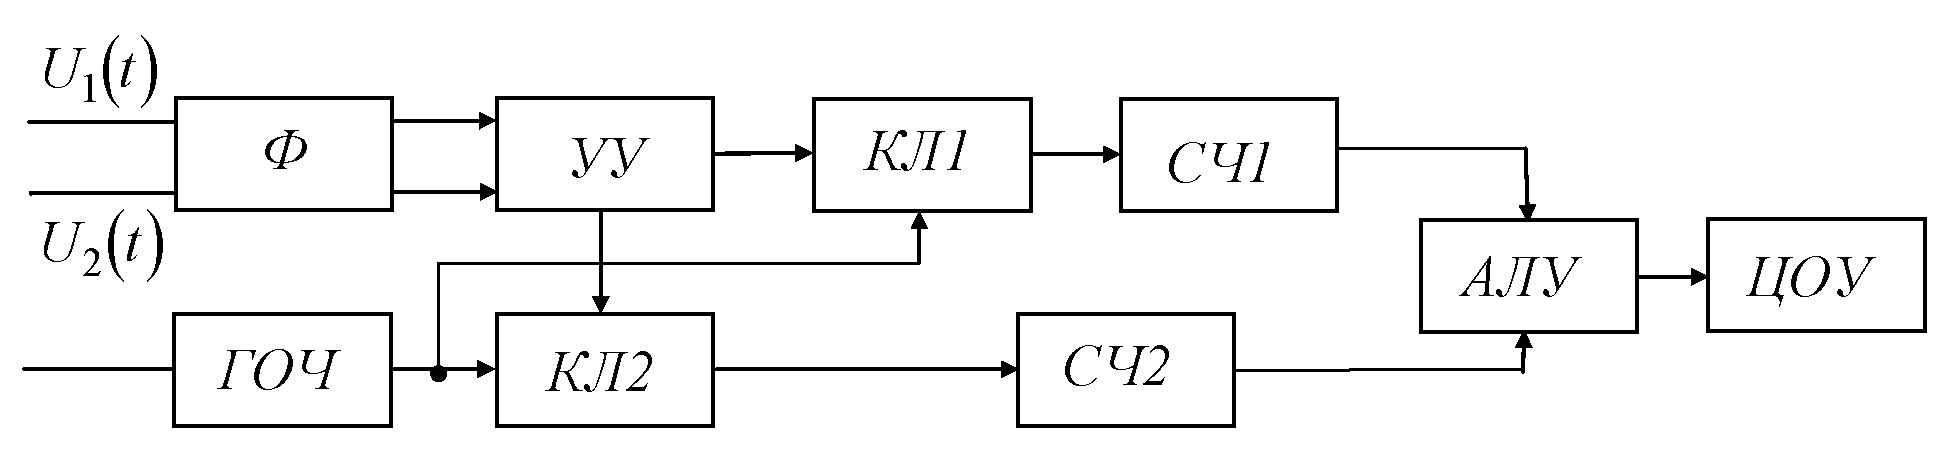 U₁(t)
Ф
УУ
КЛ1
СЧ1
U₂(t)
АЛУ
ЦОУ
ГОЧ
КЛ2
СЧ2